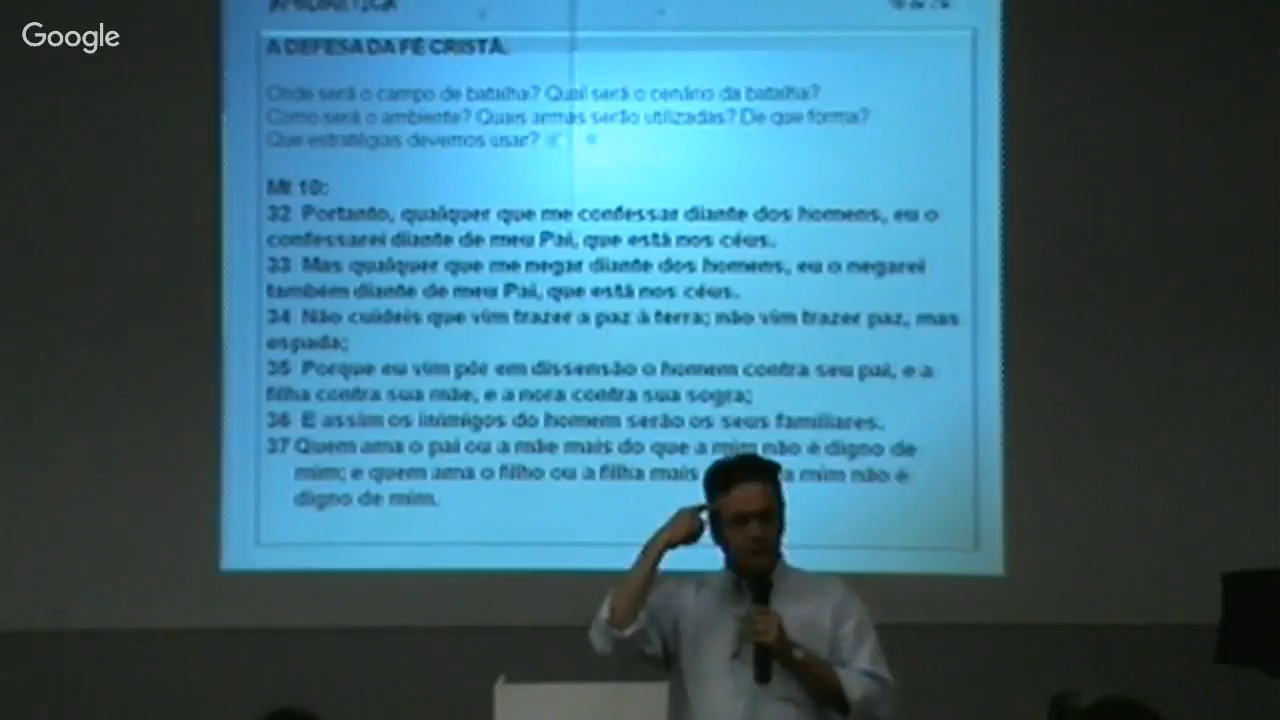 Google
A DEFESA DA FÉ CRISTÃ.
Onde será o campo de batalha? Qual será o cenário da batalha?
Como será o ambiente? Quais armas serão utilizadas? De que forma?
Que estratégias devemos usar?
Mt 10:
32 Portanto, qualquer que me confessar diante dos homens, eu o
confessarei diante de meu Pai, que está nos céus.
33 Mas qualquer que me negar diante dos homens, eu o negarei
também diante de meu Pai, que está nos céus.
34 Não cuideis que vim trazer a paz à terra; não vim trazer paz, mas
espada;
35 Porque eu vim pôr em dissensão o homem contra seu pai, e a
filha contra sua mãe, e a nora contra sua sogra;
36 E assim os inimigos do homem serão os seus familiares.
37 Quem ama o pai ou a mãe mais do que a mim não é digno de
mim; e quem ama o filho ou a filha mais a mim não é
digno de mim.